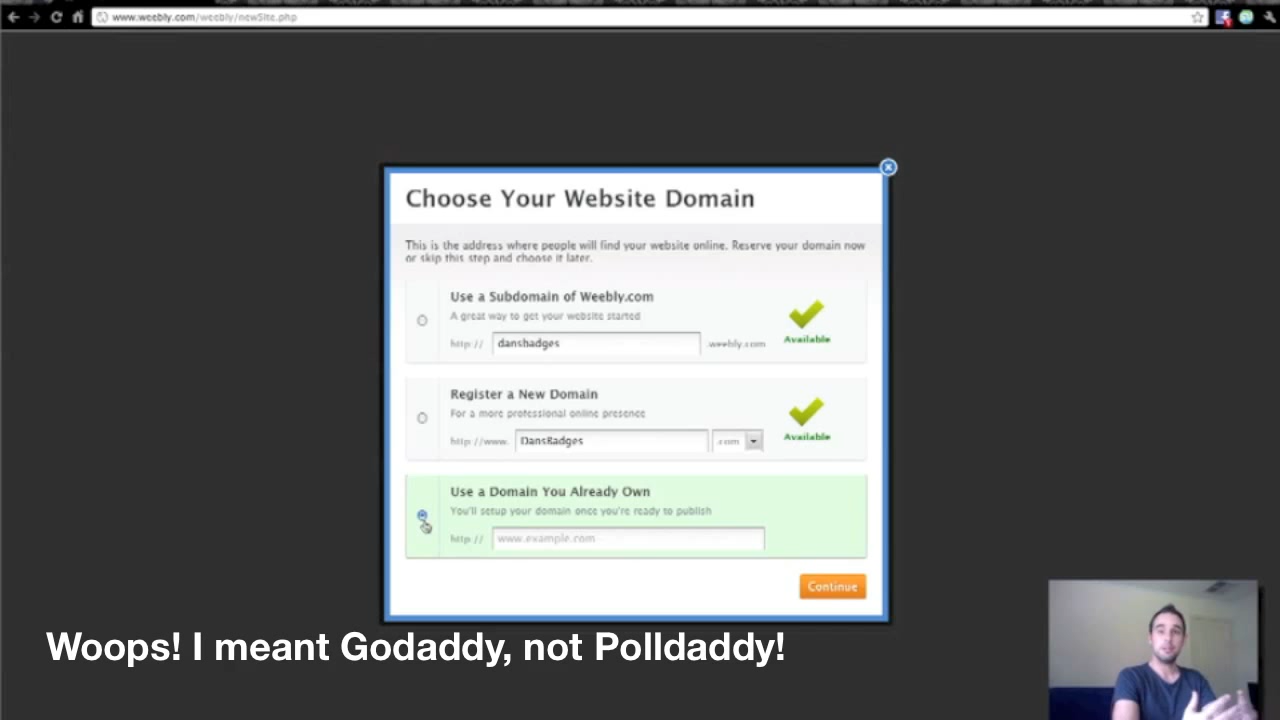 www.weebly.com/weebly/newSite.php
Choose Your Website Domain
This is the address where people will find your website online. Reserve your domain now
or skip this step and choose it later.
Use a Subdomain of Weebly.com
A great way to get your website started
http:// dansbadges .weebly.com
Available
Register a New Domain
For a more professional online presence
http://www. DansBadges .com
Available
Use a Domain You Already Own
You'll setup your domain once you're ready to publish
http:// www.example.com
Continue
Woops! I meant Godaddy, not Polldaddy!